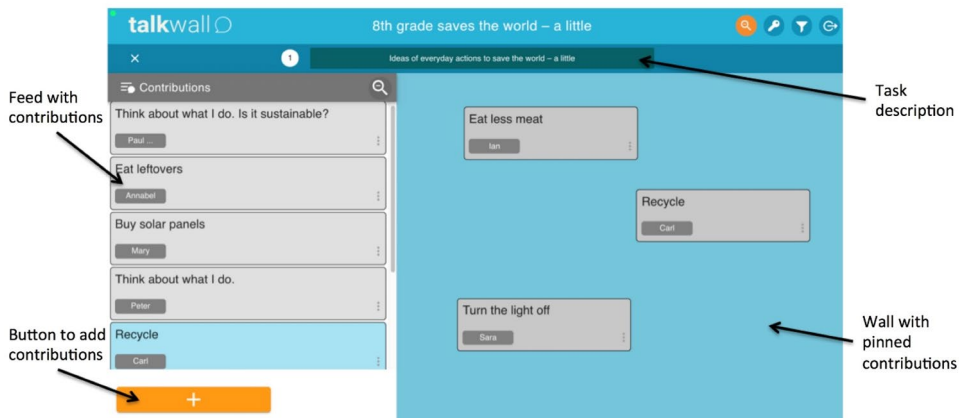 talkwall
8th grade saves the world – a little
1
Ideas of everyday actions to save the world – a little
Contributions
Think about what I do. Is it sustainable?
Paul ...
Eat leftovers
Annabel
Buy solar panels
Mary
Think about what I do.
Peter
Recycle
Carl
+
Eat less meat
Ian
Recycle
Carl
Turn the light off
Sara
Feed with
contributions
Button to add
contributions
Task
description
Wall with
pinned
contributions